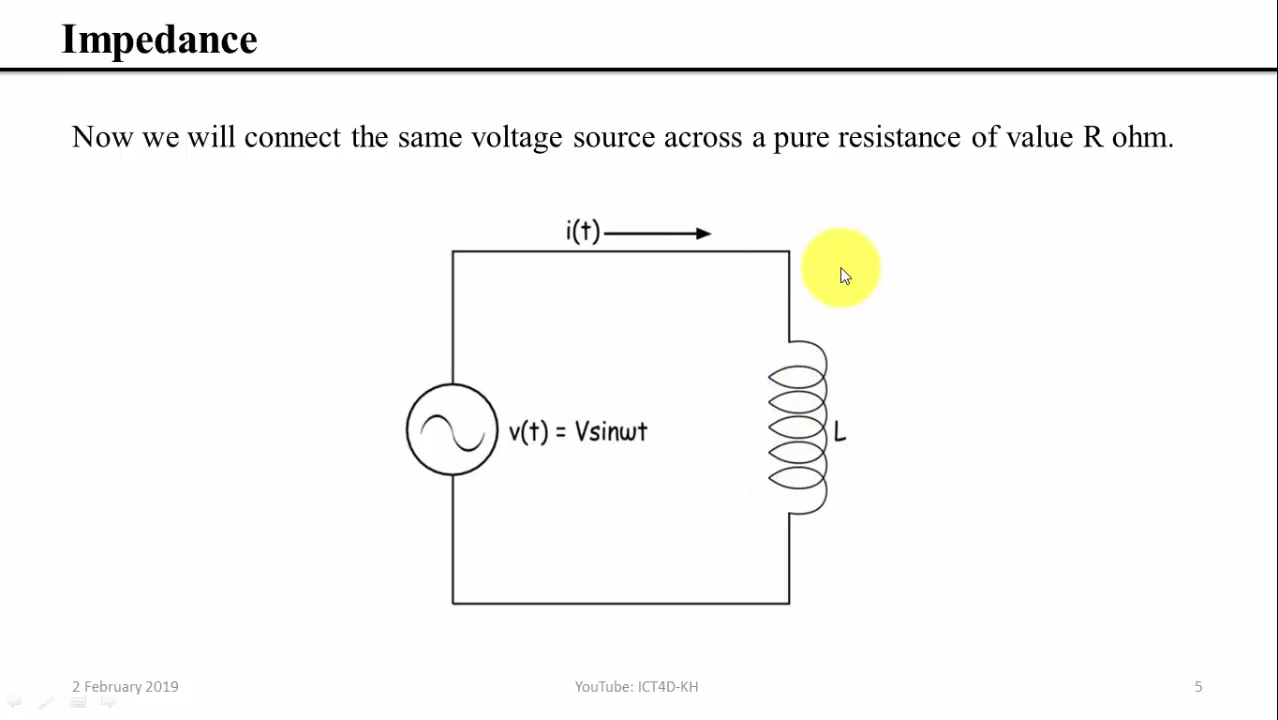 Impedance
Now we will connect the same voltage source across a pure resistance of value R ohm.
i(t)
v(t) = Vsinωt
L
2 February 2019
YouTube: ICT4D-KH
5